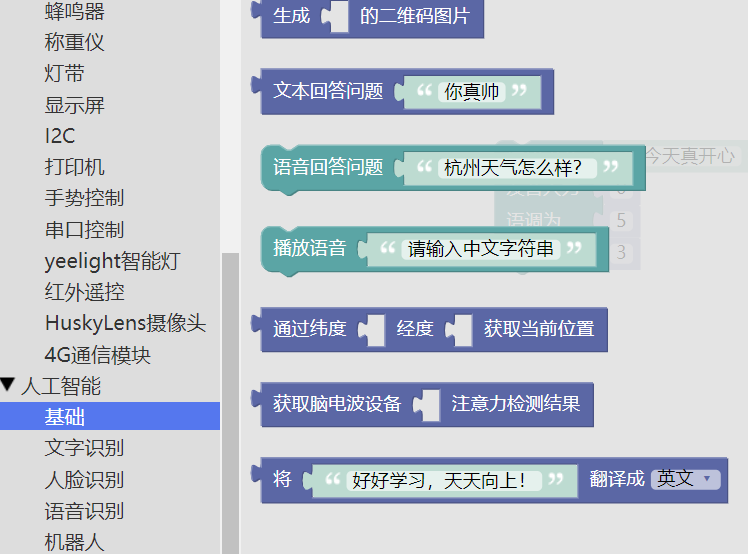 蜂鸣器
称重仪
灯带
显示屏
I2C
打印机
手势控制
串口控制
yeelight智能灯
红外遥控
HuskyLens摄像头
4G通信模块
人工智能
基础
文字识别
人脸识别
语音识别
机器人
生成 的二维码图片
文本回答问题 “ 你真帅 ”
语音回答问题 “ 杭州天气怎么样? ”
今天真开心
语调为 5
3
播放语音 “ 请输入中文字符串 ”
通过纬度 经度 获取当前位置
获取脑电波设备 注意力检测结果
将 “ 好好学习，天天向上！ ” 翻译成 英文